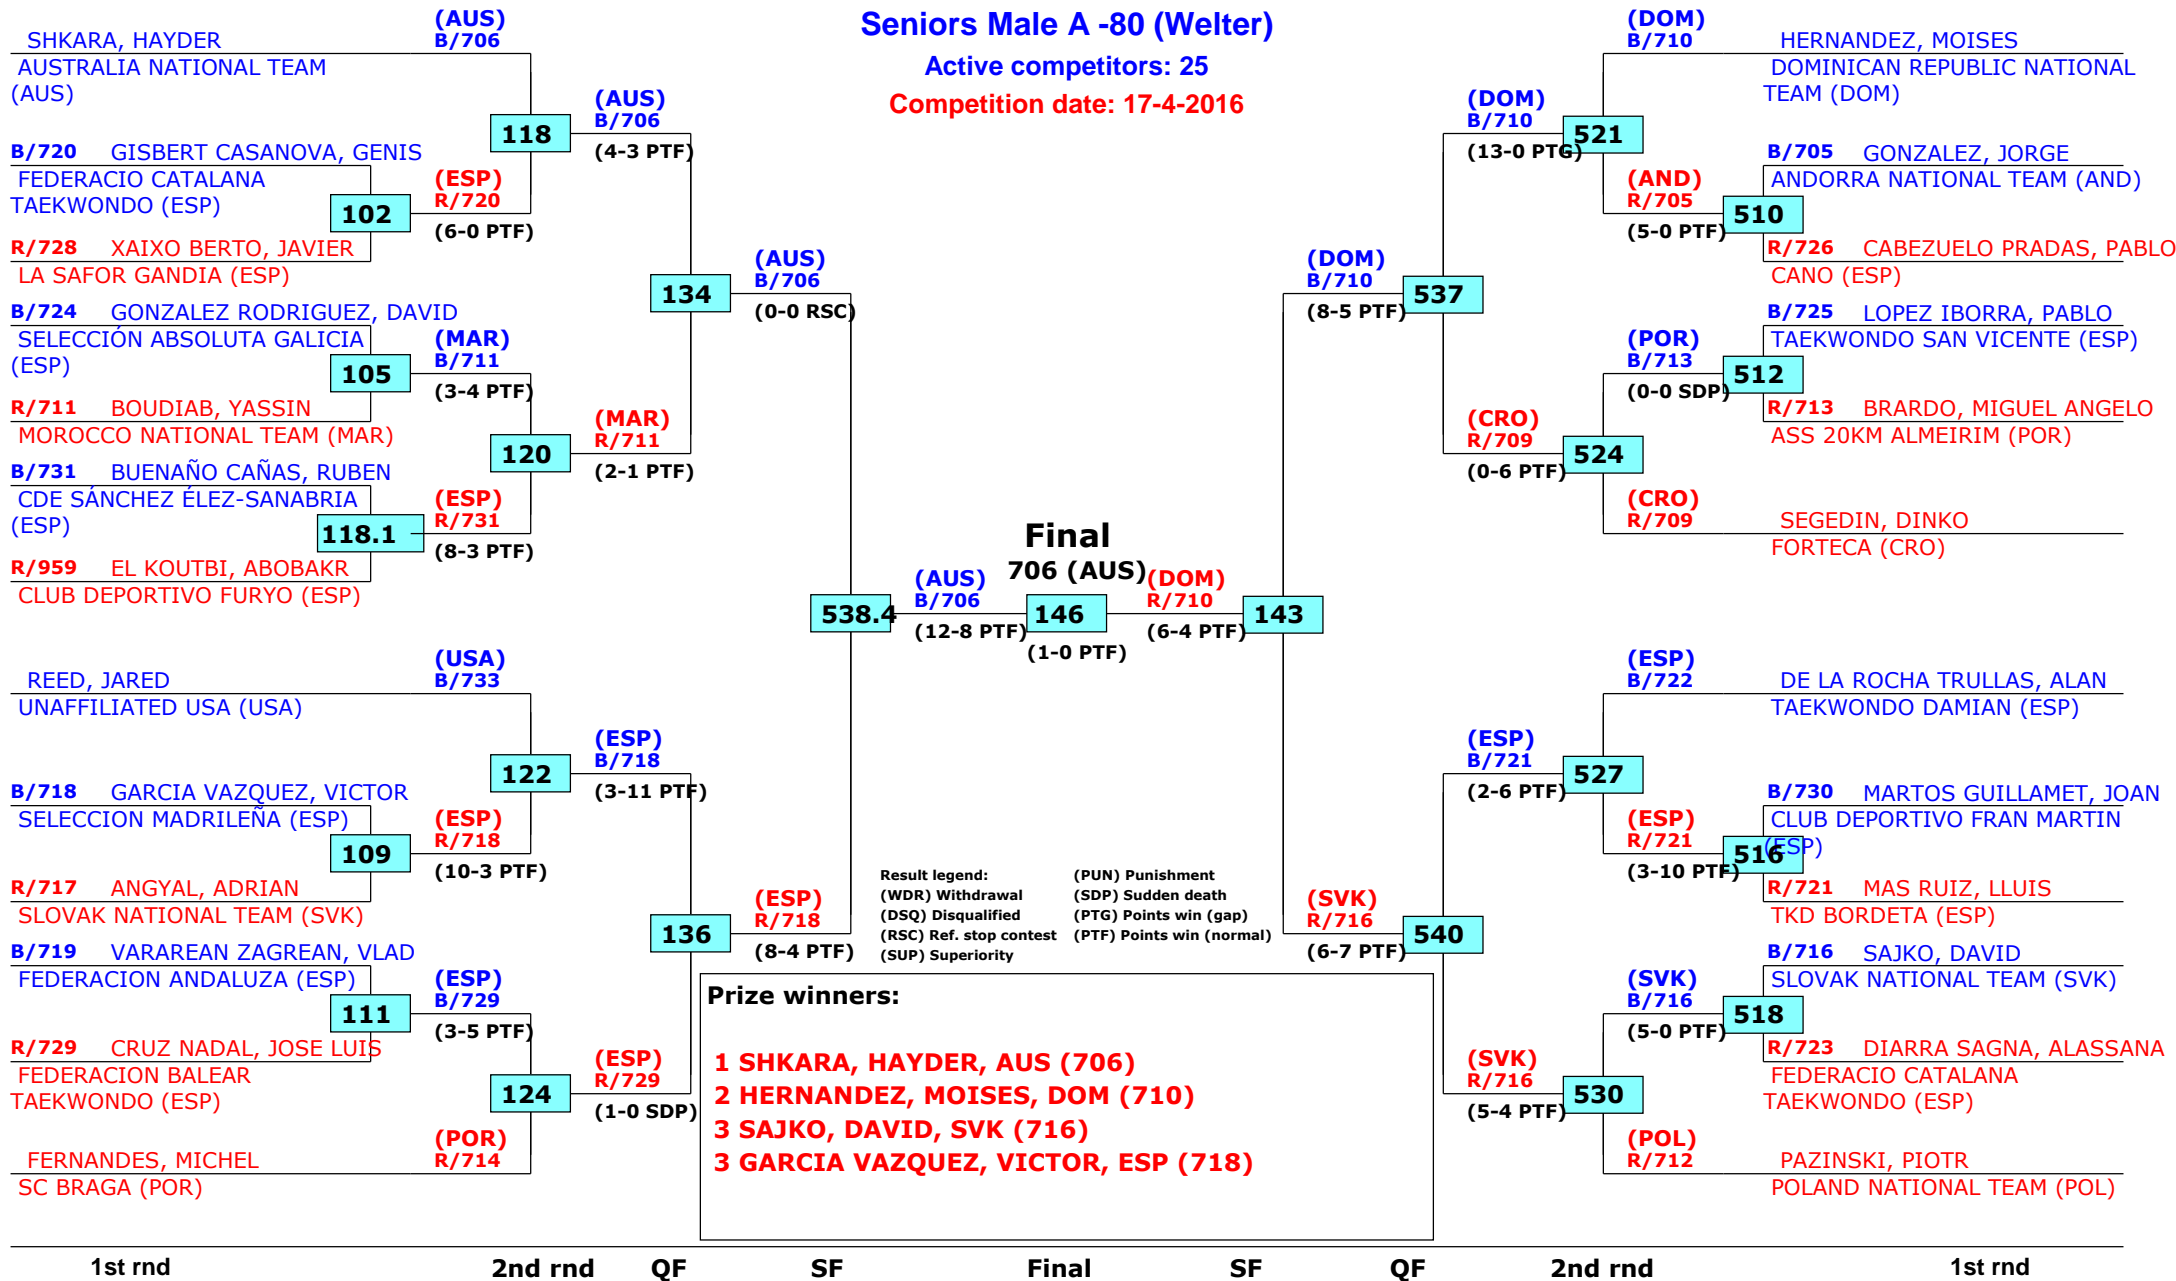 Seniors Male A -80 (Welter)
Active competitors: 25
Competition date: 17-4-2016
(AUS)
SHKARA, HAYDER B/706
AUSTRALIA NATIONAL TEAM
(AUS)
B/720 GISBERT CASANOVA, GENIS
FEDERACIO CATALANA
TAEKWONDO (ESP)
102
R/728 XAIXO BERTO, JAVIER
LA SAFOR GANDIA (ESP)
B/724 GONZALEZ RODRIGUEZ, DAVID
SELECCIÓN ABSOLUTA GALICIA
(ESP)
105
R/711 BOUDIAB, YASSIN
MOROCCO NATIONAL TEAM (MAR)
B/731 BUENAÑO CAÑAS, RUBEN
CDE SÁNCHEZ ÉLEZ-SANABRIA
(ESP)
118.1
R/959 EL KOUTBI, ABOBAKR
CLUB DEPORTIVO FURYO (ESP)
(USA)
REED, JARED B/733
UNAFFILIATED USA (USA)
B/718 GARCIA VAZQUEZ, VICTOR
SELECCION MADRILEÑA (ESP)
109
R/717 ANGYAL, ADRIAN
SLOVAK NATIONAL TEAM (SVK)
B/719 VARAREAN ZAGREAN, VLAD
FEDERACION ANDALUZA (ESP)
111
R/729 CRUZ NADAL, JOSE LUIS
FEDERACION BALEAR
TAEKWONDO (ESP)
(POR)
FERNANDES, MICHEL R/714
SC BRAGA (POR)
(ESP)
R/720
(6-0 PTF)
(MAR)
B/711
(3-4 PTF)
(ESP)
R/731
(8-3 PTF)
(ESP)
R/718
(10-3 PTF)
(ESP)
B/729
(3-5 PTF)
118
120
122
124
(AUS)
B/706
(4-3 PTF)
(MAR)
R/711
(2-1 PTF)
(ESP)
B/718
(3-11 PTF)
(ESP)
R/729
(1-0 SDP)
134
136
(AUS)
B/706
(0-0 RSC)
(ESP)
R/718
(8-4 PTF)
538.4
(AUS)
B/706
(12-8 PTF)
Final
706 (AUS)
146
(1-0 PTF)
(DOM)
R/710
(6-4 PTF)
143
(DOM)
B/710
(8-5 PTF)
(SVK)
R/716
(6-7 PTF)
537
540
(DOM)
B/710
(13-0 PTG)
(CRO)
R/709
(0-6 PTF)
(ESP)
B/721
(2-6 PTF)
(SVK)
R/716
(5-4 PTF)
521
524
527
530
(DOM)
B/710 HERNANDEZ, MOISES
DOMINICAN REPUBLIC NATIONAL
TEAM (DOM)
(AND)
R/705
(5-0 PTF)
B/705 GONZALEZ, JORGE
ANDORRA NATIONAL TEAM (AND)
510
R/726 CABEZUELO PRADAS, PABLO
CANO (ESP)
(POR)
B/713
(0-0 SDP)
B/725 LOPEZ IBORRA, PABLO
TAEKWONDO SAN VICENTE (ESP)
512
R/713 BRARDO, MIGUEL ANGELO
ASS 20KM ALMEIRIM (POR)
(CRO)
R/709 SEGEDIN, DINKO
FORTECA (CRO)
(ESP)
B/722 DE LA ROCHA TRULLAS, ALAN
TAEKWONDO DAMIAN (ESP)
(ESP)
R/721
(3-10 PTF)
B/730 MARTOS GUILLAMET, JOAN
CLUB DEPORTIVO FRAN MARTIN
(ESP)
516
R/721 MAS RUIZ, LLUIS
TKD BORDETA (ESP)
(SVK)
B/716
(5-0 PTF)
B/716 SAJKO, DAVID
SLOVAK NATIONAL TEAM (SVK)
518
R/723 DIARRA SAGNA, ALASSANA
FEDERACIO CATALANA
TAEKWONDO (ESP)
(POL)
R/712 PAZINSKI, PIOTR
POLAND NATIONAL TEAM (POL)
Result legend: (PUN) Punishment
(WDR) Withdrawal (SDP) Sudden death
(DSQ) Disqualified (PTG) Points win (gap)
(RSC) Ref. stop contest (PTF) Points win (normal)
(SUP) Superiority
Prize winners:
1 SHKARA, HAYDER, AUS (706)
2 HERNANDEZ, MOISES, DOM (710)
3 SAJKO, DAVID, SVK (716)
3 GARCIA VAZQUEZ, VICTOR, ESP (718)
1st rnd 2nd rnd QF SF Final SF QF 2nd rnd 1st rnd